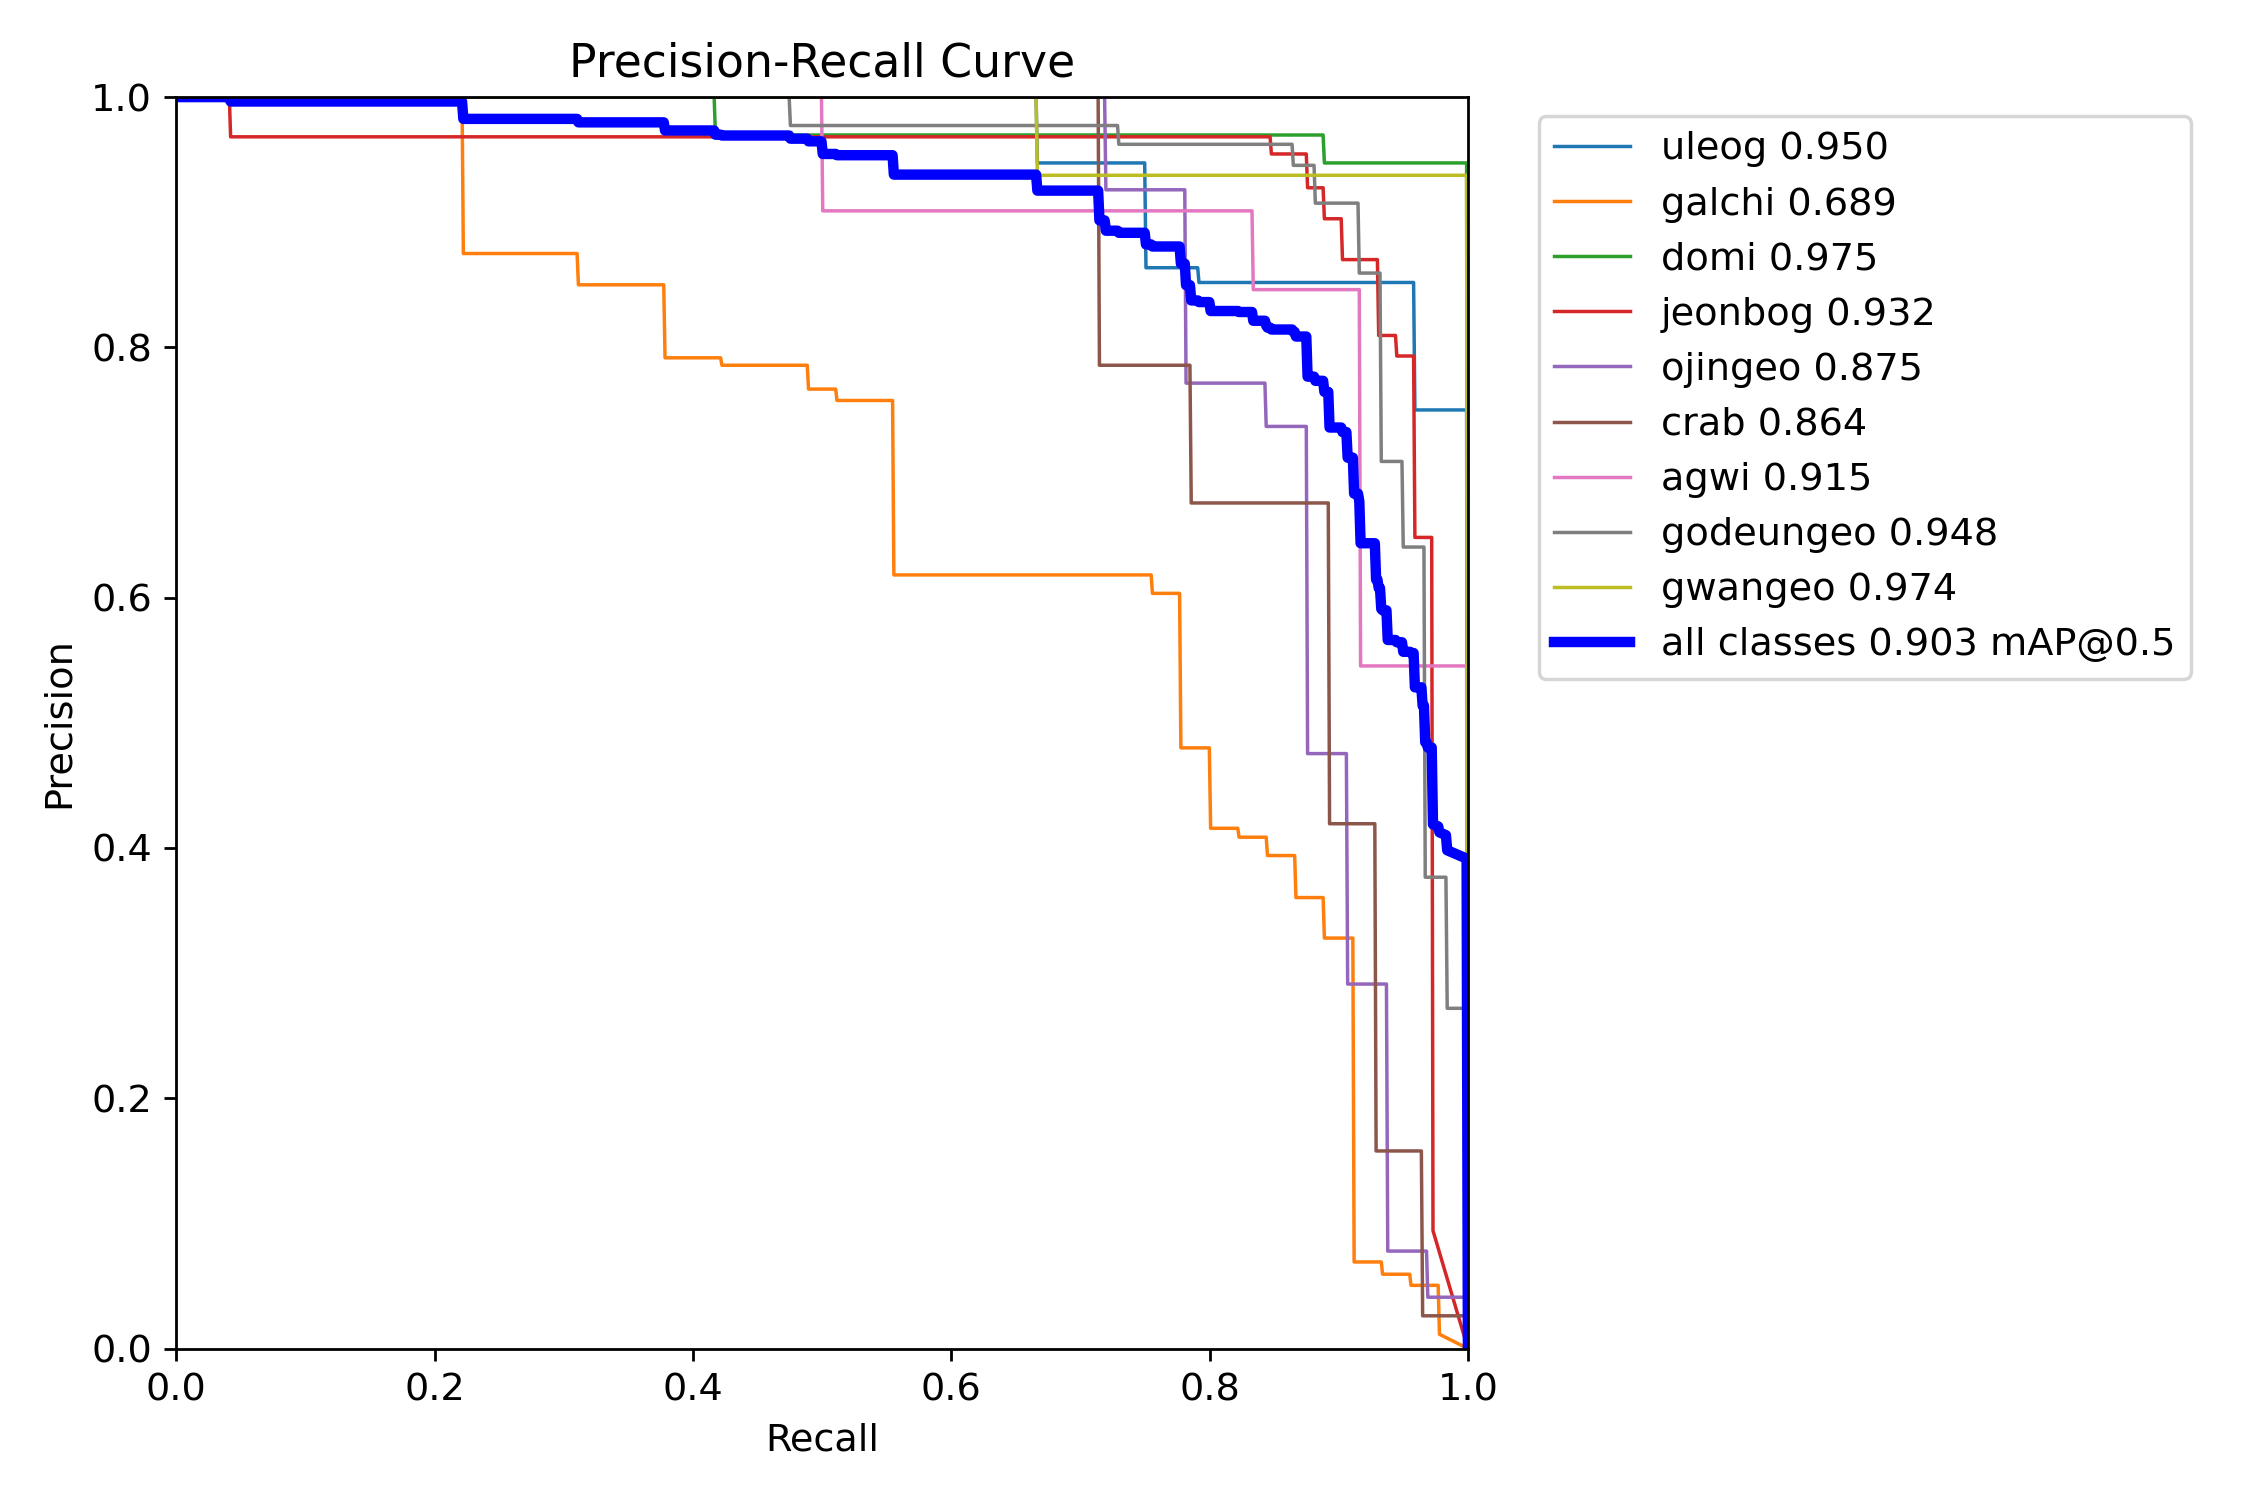 Precision-Recall Curve
1.0
0.8
0.6
0.4
0.2
0.0
Precision
0.0 0.2 0.4 0.6 0.8 1.0
Recall
uleog 0.950
galchi 0.689
domi 0.975
jeonbog 0.932
ojingeo 0.875
crab 0.864
agwi 0.915
godeungeo 0.948
gwangeo 0.974
all classes 0.903 mAP@0.5